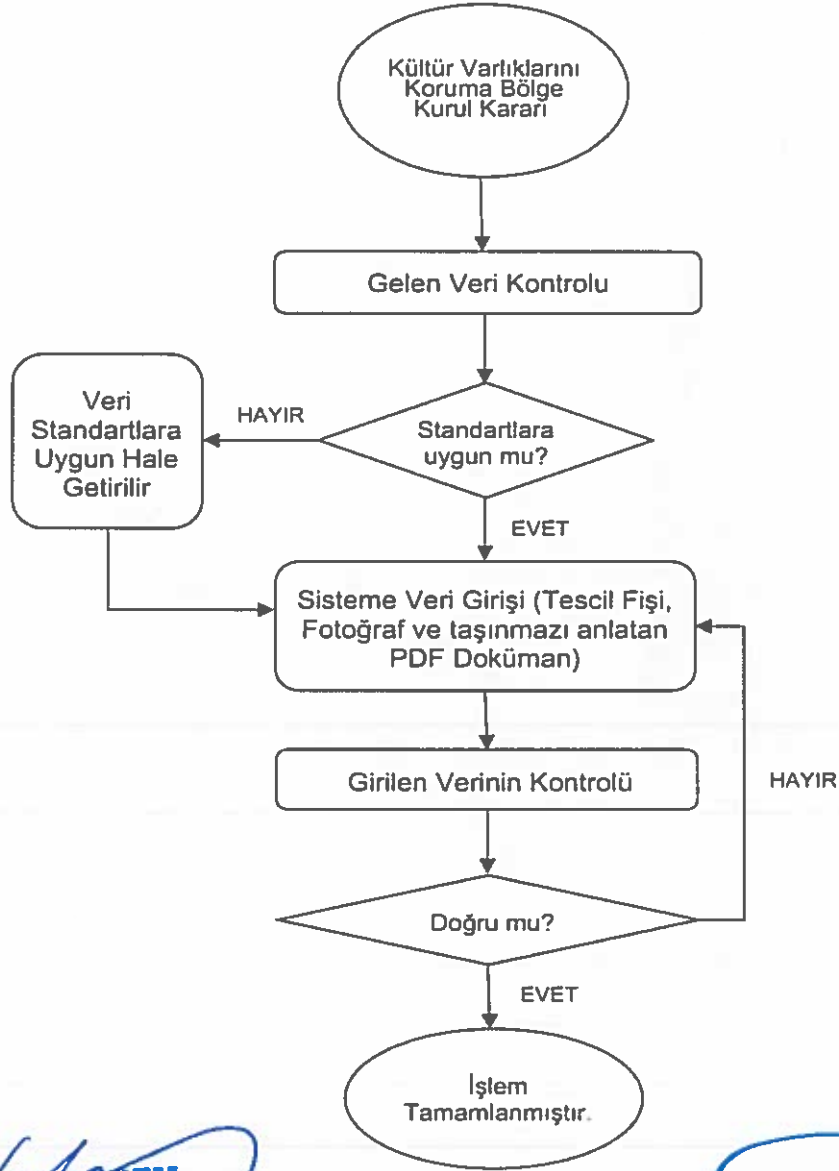 Kültür Varlıklarını
Koruma Bölge
Kurul Kararı
Gelen Veri Kontrolu
Standartlara
uygun mu?
HAYIR
Veri
Standartlara
Uygun Hale
Getirilir
EVET
Sisteme Veri Girişi (Tescil Fişi,
Fotoğraf ve taşınmazı anlatan
PDF Doküman)
Girilen Verinin Kontrolü
HAYIR
Doğru mu?
EVET
İşlem
Tamamlanmıştır.